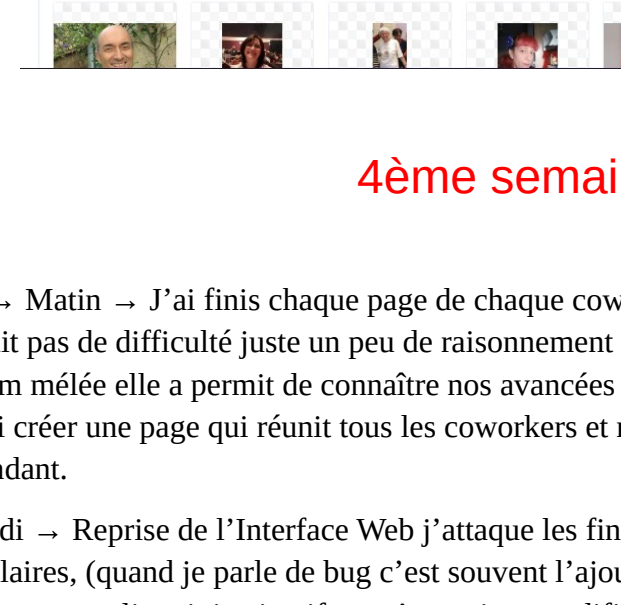 4ème semai
→ Matin → J’ai finis chaque page de chaque cow
it pas de difficulté juste un peu de raisonnement
m mélée elle a permit de connaître nos avancées
i créer une page qui réunit tous les coworkers et
ndant.
di → Reprise de l’Interface Web j’attaque les fin
laires, (quand je parle de bug c’est souvent l’ajou